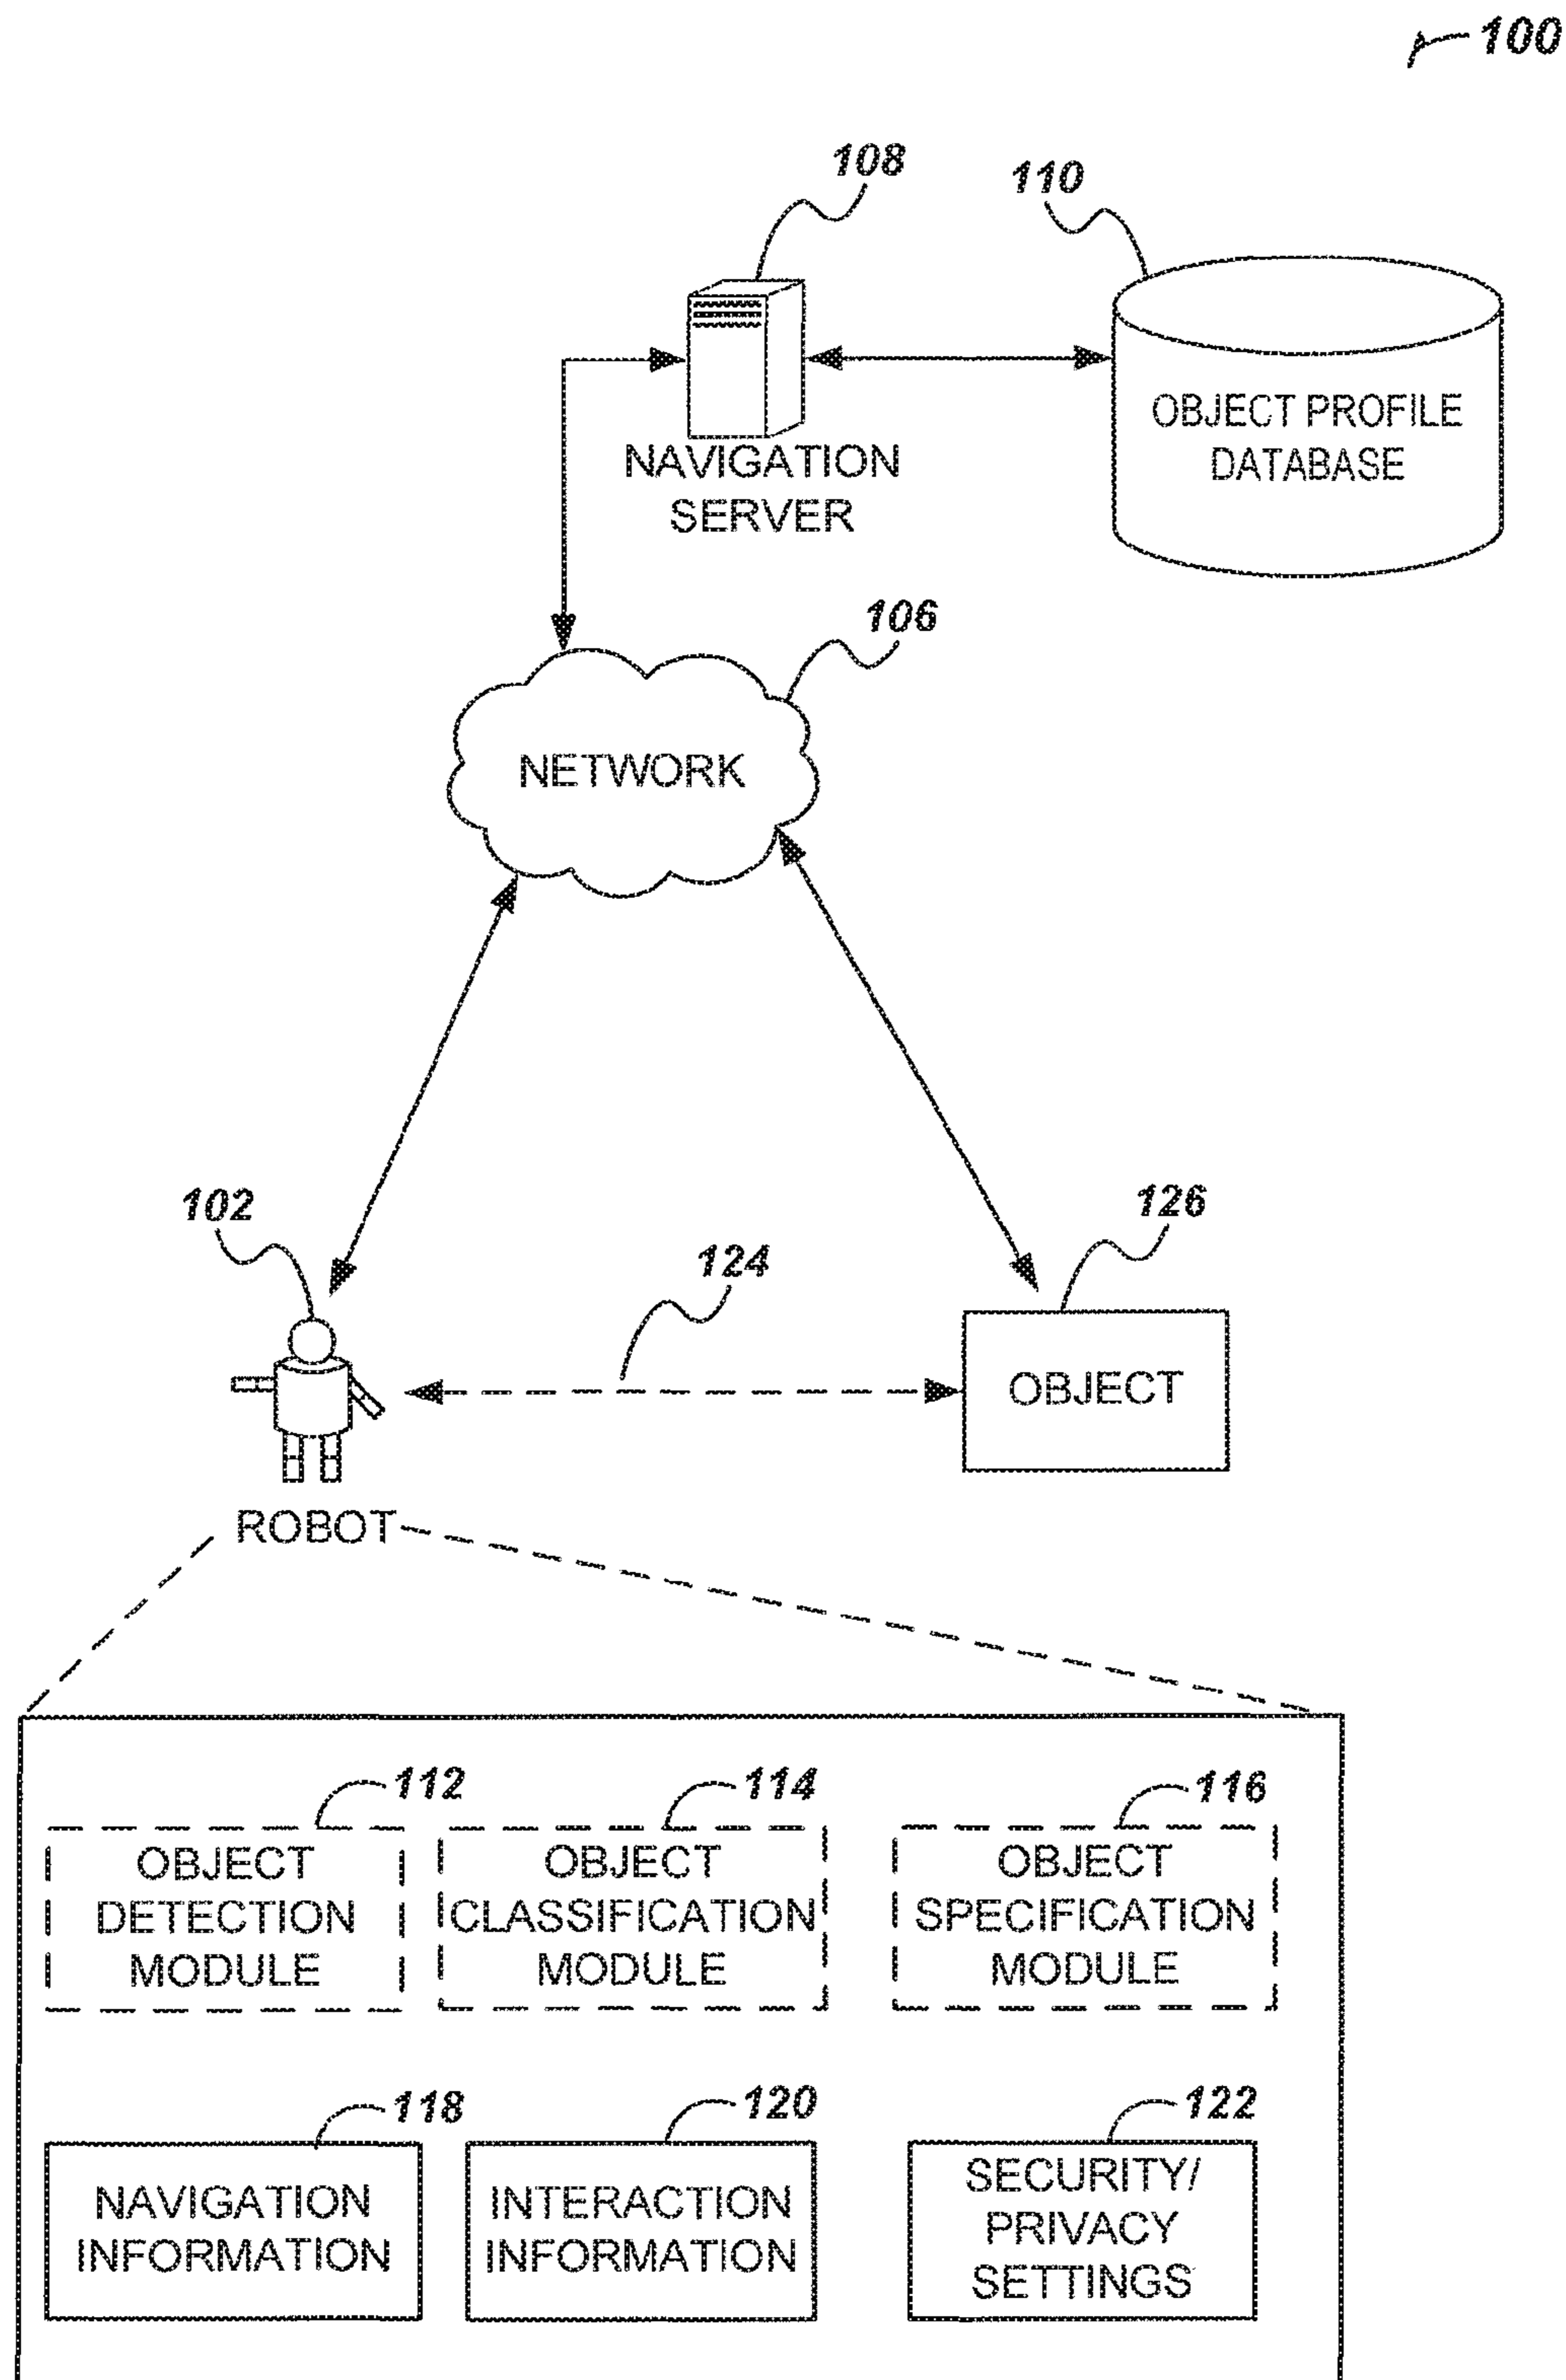 100
108
110
OBJECT PROFILE
DATABASE
NAVIGATION
SERVER
106
NETWORK
102
124
126
OBJECT
ROBOT
112
114
116
OBJECT
DETECTION
MODULE
OBJECT
CLASSIFICATION
MODULE
OBJECT
SPECIFICATION
MODULE
118
120
122
NAVIGATION
INFORMATION
INTERACTION
INFORMATION
SECURITY/
PRIVACY
SETTINGS